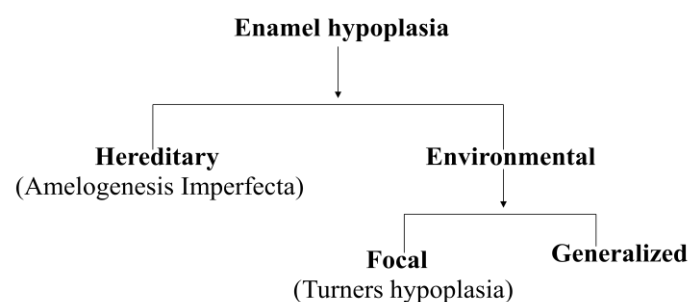 Enamel hypoplasia
Hereditary
(Amelogenesis Imperfecta)
Environmental
Focal
(Turners hypoplasia)
Generalized